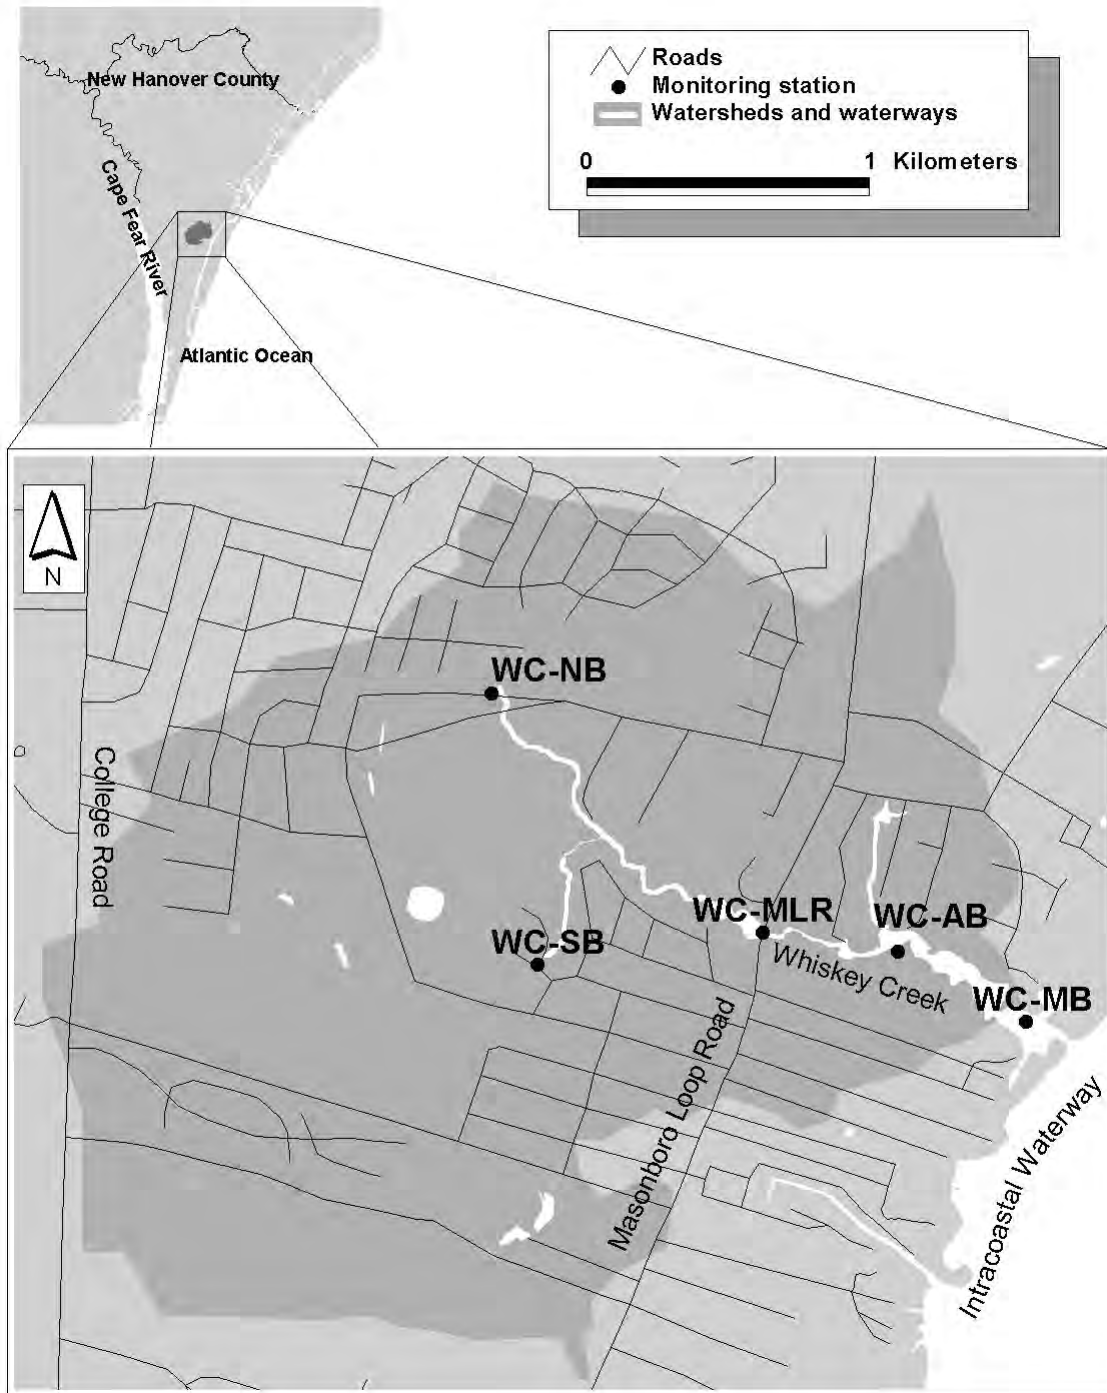 New Hanover County
Cape Fear River
Atlantic Ocean
Roads
Monitoring station
Watersheds and waterways
0 1 Kilometers
N
WC-NB
College Road
WC-SB
WC-MLR
WC-AB
Whiskey Creek
WC-MB
Masonboro Loop Road
Intracoastal Waterway